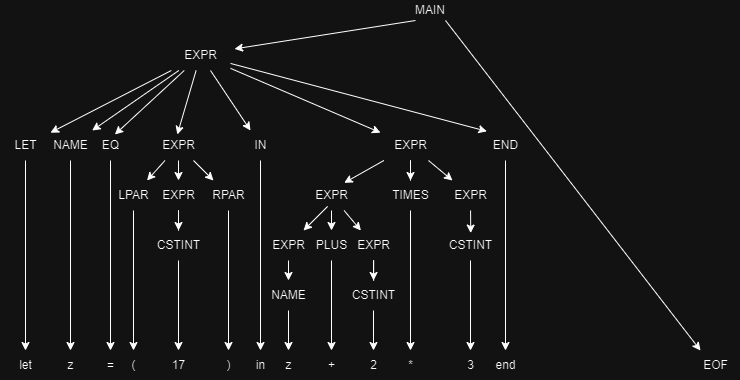 MAIN
EXPR
LET NAME EQ EXPR IN EXPR END
LPAR EXPR RPAR EXPR TIMES EXPR
CSTINT EXPR PLUS EXPR CSTINT
NAME CSTINT
let z = ( 17 ) in z + 2 * 3 end EOF